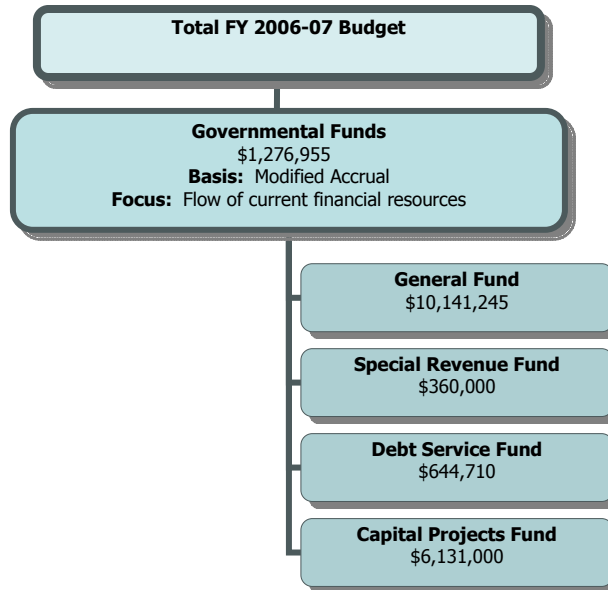 Total FY 2006-07 Budget
Governmental Funds
$1,276,955
Basis: Modified Accrual
Focus: Flow of current financial resources
General Fund
$10,141,245
Special Revenue Fund
$360,000
Debt Service Fund
$644,710
Capital Projects Fund
$6,131,000